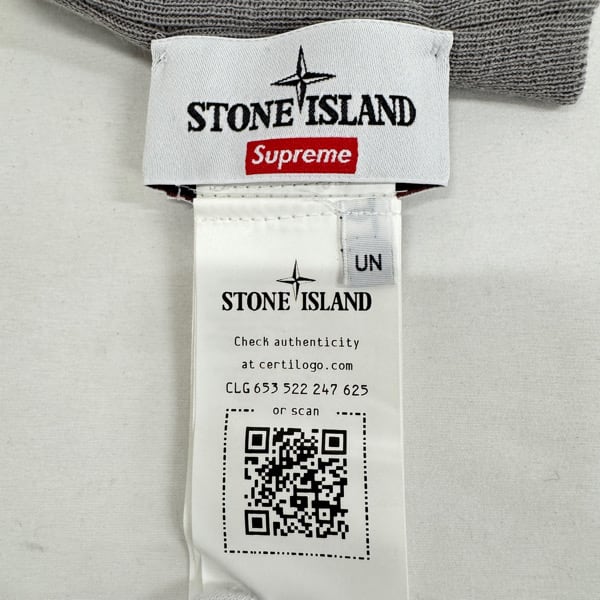 STONE ISLAND
Supreme
UN
STONE ISLAND
Check authenticity
at certilogo.com
CLG 653 522 247 625
or scan